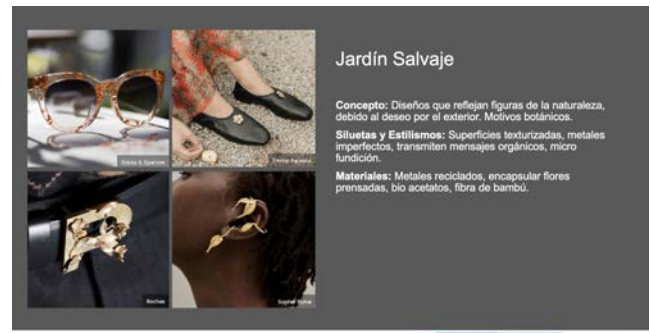 Jardín Salvaje
Concepto: Diseños que reflejan figuras de la naturaleza,
debido al deseo por el exterior. Motivos botánicos.
Siluetas y Estilismos: Superficies texturizadas, metales
imperfectos, transmiten mensajes orgánicos, micro
fundición.
Materiales: Metales reciclados, encapsular flores
prensadas, bio acetatos, fibra de bambú.
Rochas